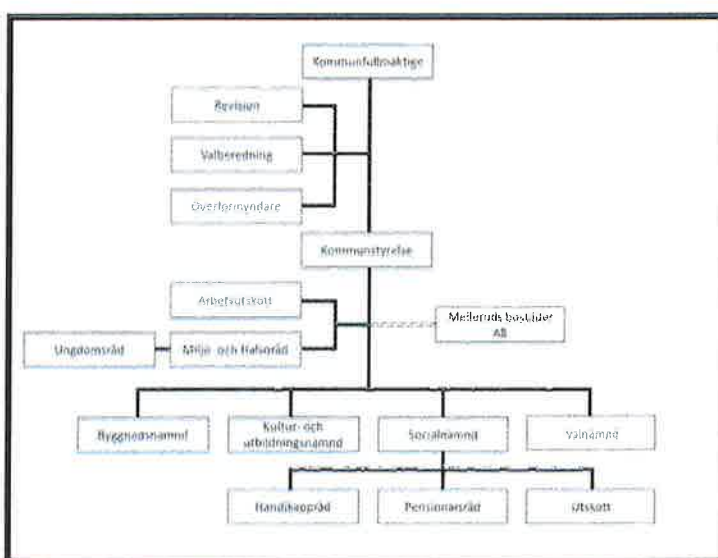 Kommunfullmäktige
Revision
Valberedning
Överförmyndare
Kommunstyrelse
Arbetsutskott
Melleruds bostäder
AB
Ungdomsråd
Miljö- och Hälsoråd
Byggnadsnämnd
Kultur- och
utbildningsnämnd
Socialnämnd
Valnämnd
Handikappråd
Pensionärsråd
Utskott